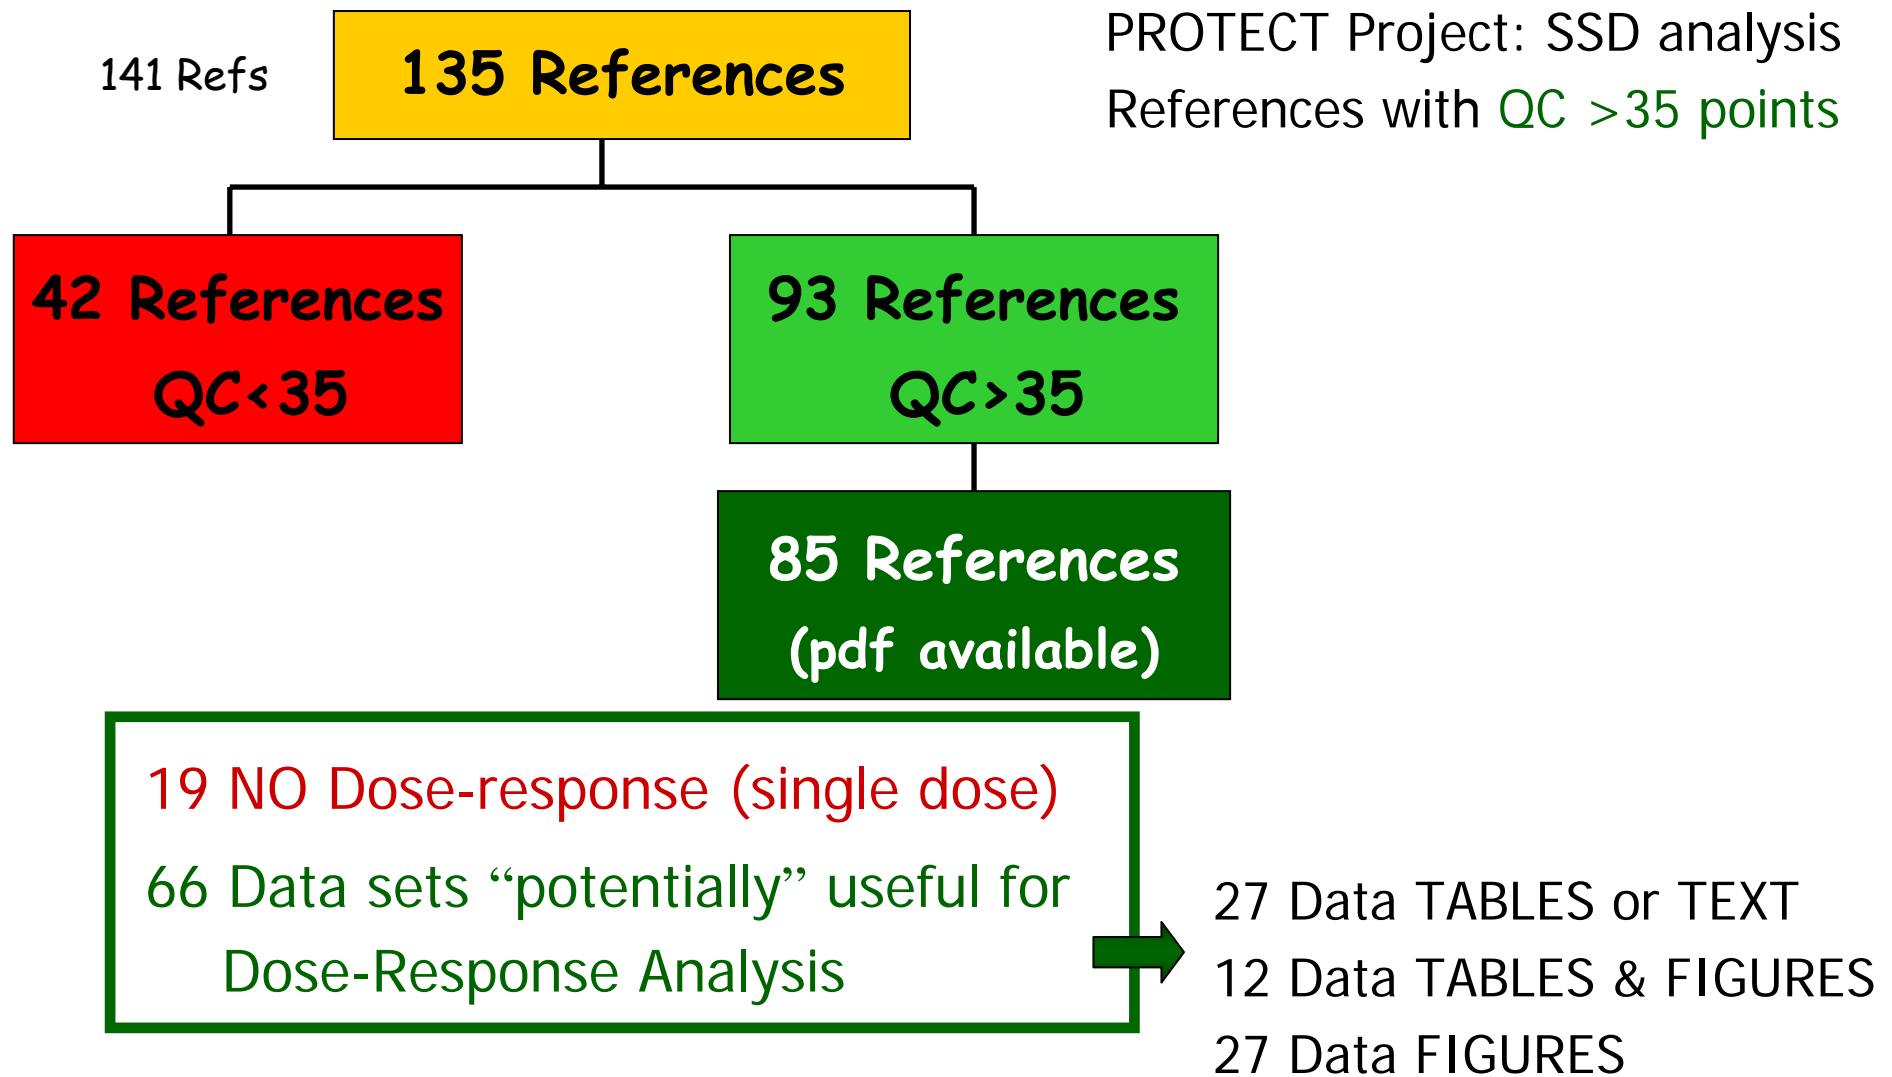 141 Refs
135 References
PROTECT Project: SSD analysis
References with QC >35 points
42 References
QC<35
93 References
QC>35
85 References
(pdf available)
19 NO Dose-response (single dose)
66 Data sets “potentially” useful for
Dose-Response Analysis
27 Data TABLES or TEXT
12 Data TABLES & FIGURES
27 Data FIGURES